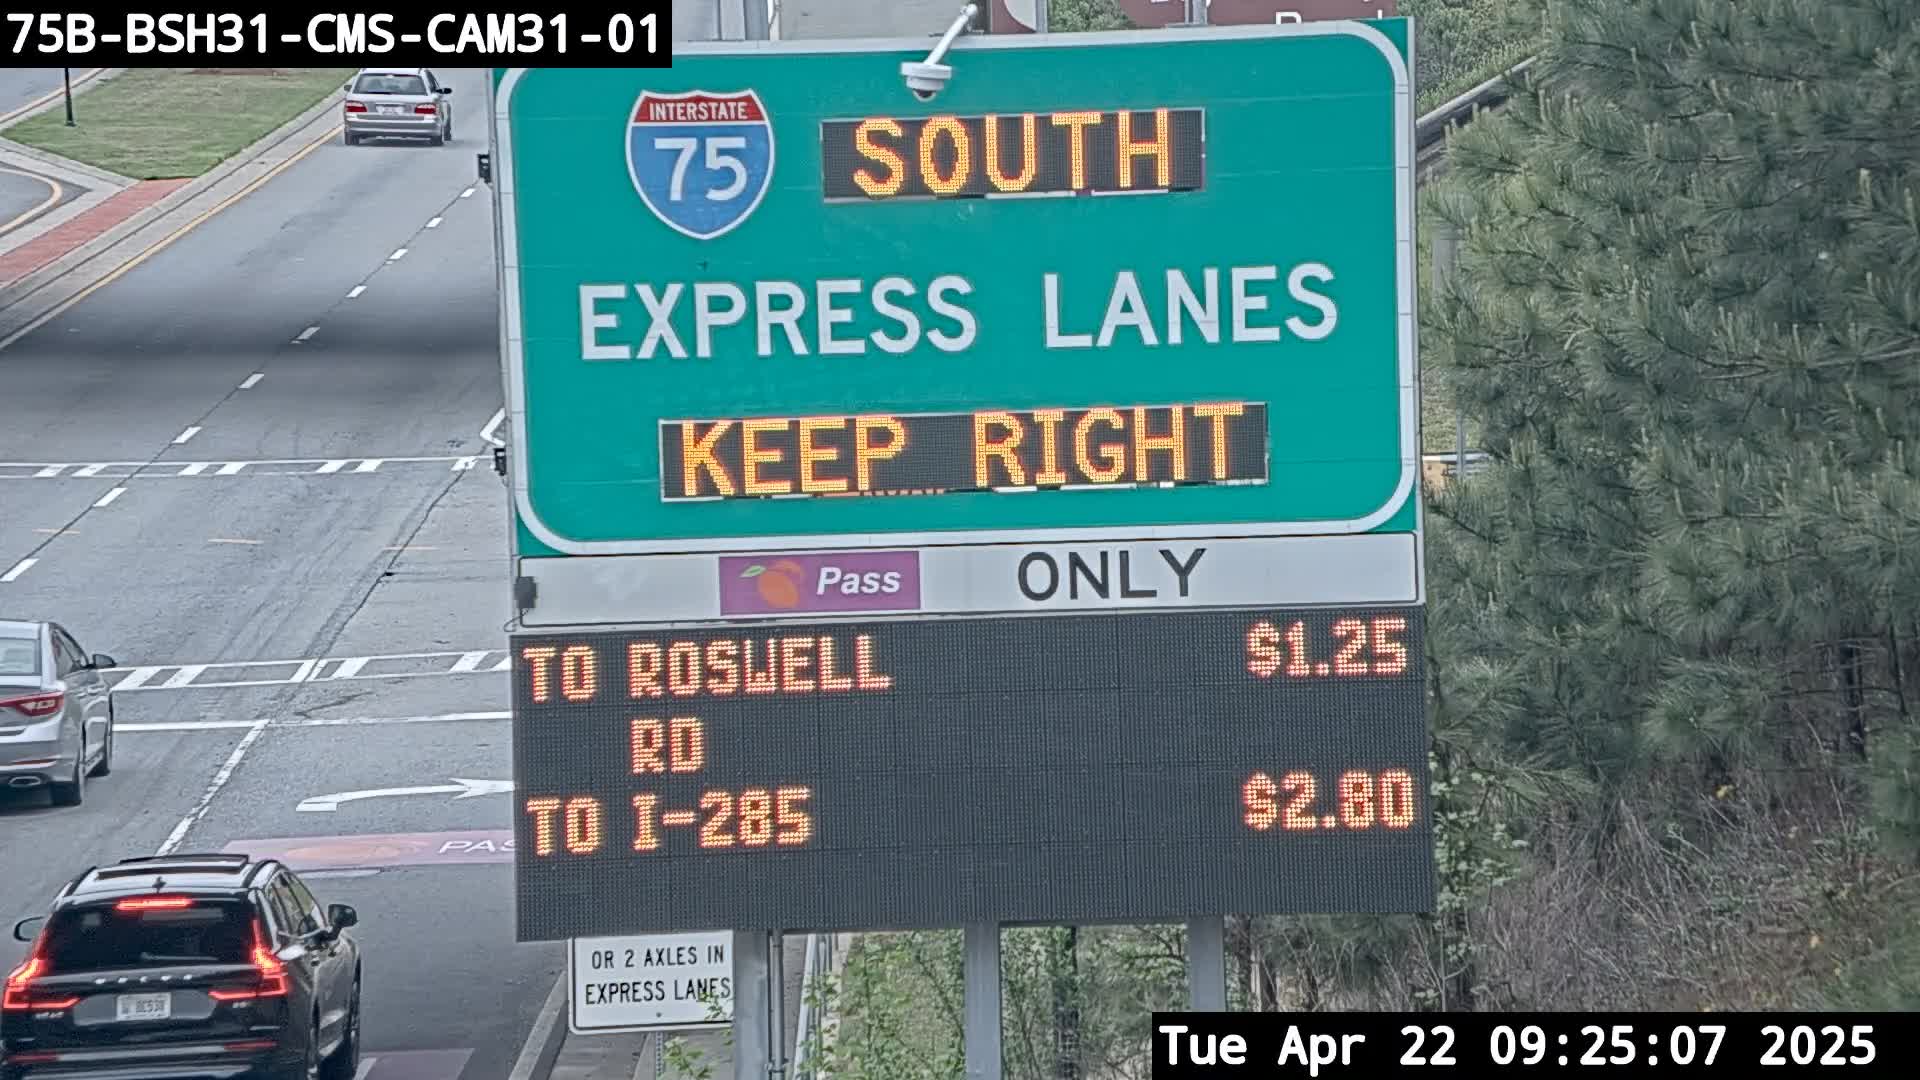 75B-BSH31-CMS-CAM31-01
INTERSTATE
75
SOUTH
EXPRESS LANES
KEEP RIGHT
Pass
ONLY
TO ROSWELL $1.25
RD
TO I-285 $2.80
OR 2 AXLES IN
EXPRESS LANES
Tue Apr 22 09:25:07 2025